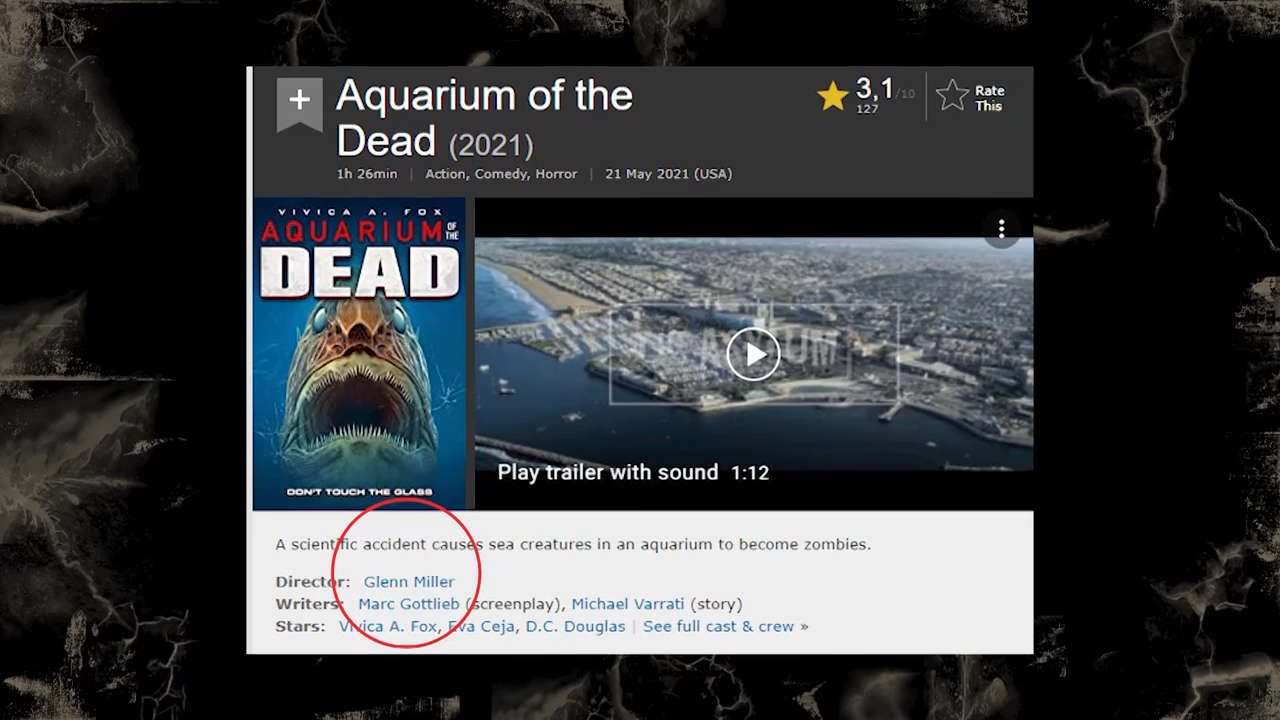 +
Aquarium of the
Dead (2021)
3,1/10
127
Rate
This
1h 26min | Action, Comedy, Horror | 21 May 2021 (USA)
VIVICA A. FOX
AQUARIUM OF THE
DEAD
DON'T TOUCH THE GLASS
Play trailer with sound 1:12
A scientific accident causes sea creatures in an aquarium to become zombies.
Director: Glenn Miller
Writers: Marc Gottlieb (screenplay), Michael Varrati (story)
Stars: Vivica A. Fox, Eva Ceja, D.C. Douglas | See full cast & crew »